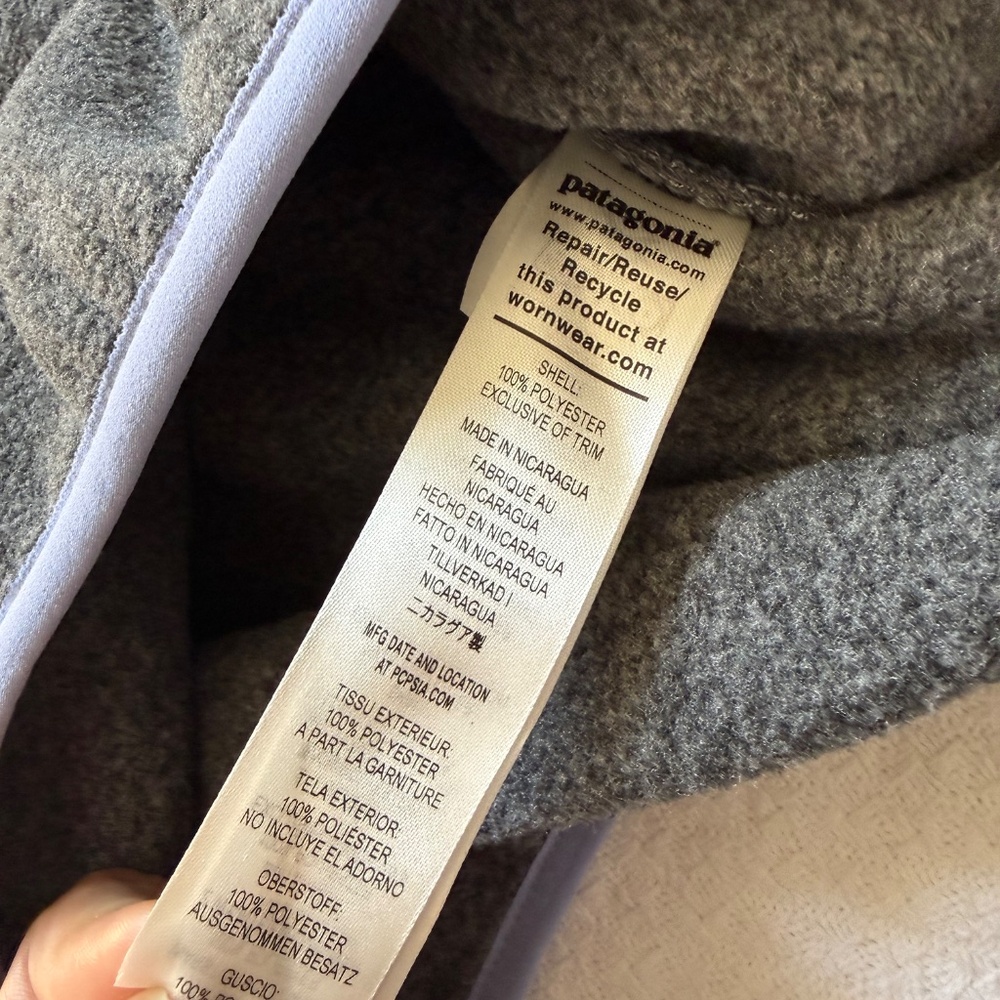 patagonia®
www.patagonia.com
Repair/Reuse/
Recycle
this product at
wornwear.com
SHELL:
100% POLYESTER
EXCLUSIVE OF TRIM
MADE IN NICARAGUA
FABRIQUE AU
NICARAGUA
HECHO EN NICARAGUA
FATTO IN NICARAGUA
TILLVERKAD I
NICARAGUA
ニカラグア製
MFG DATE AND LOCATION
AT PCPSIA.COM
TISSU EXTERIEUR:
100% POLYESTER
A PART LA GARNITURE
TELA EXTERIOR:
100% POLIÉSTER
NO INCLUYE EL ADORNO
OBERSTOFF:
100% POLYESTER
AUSGENOMMEN BESATZ
GUSCIO:
100%